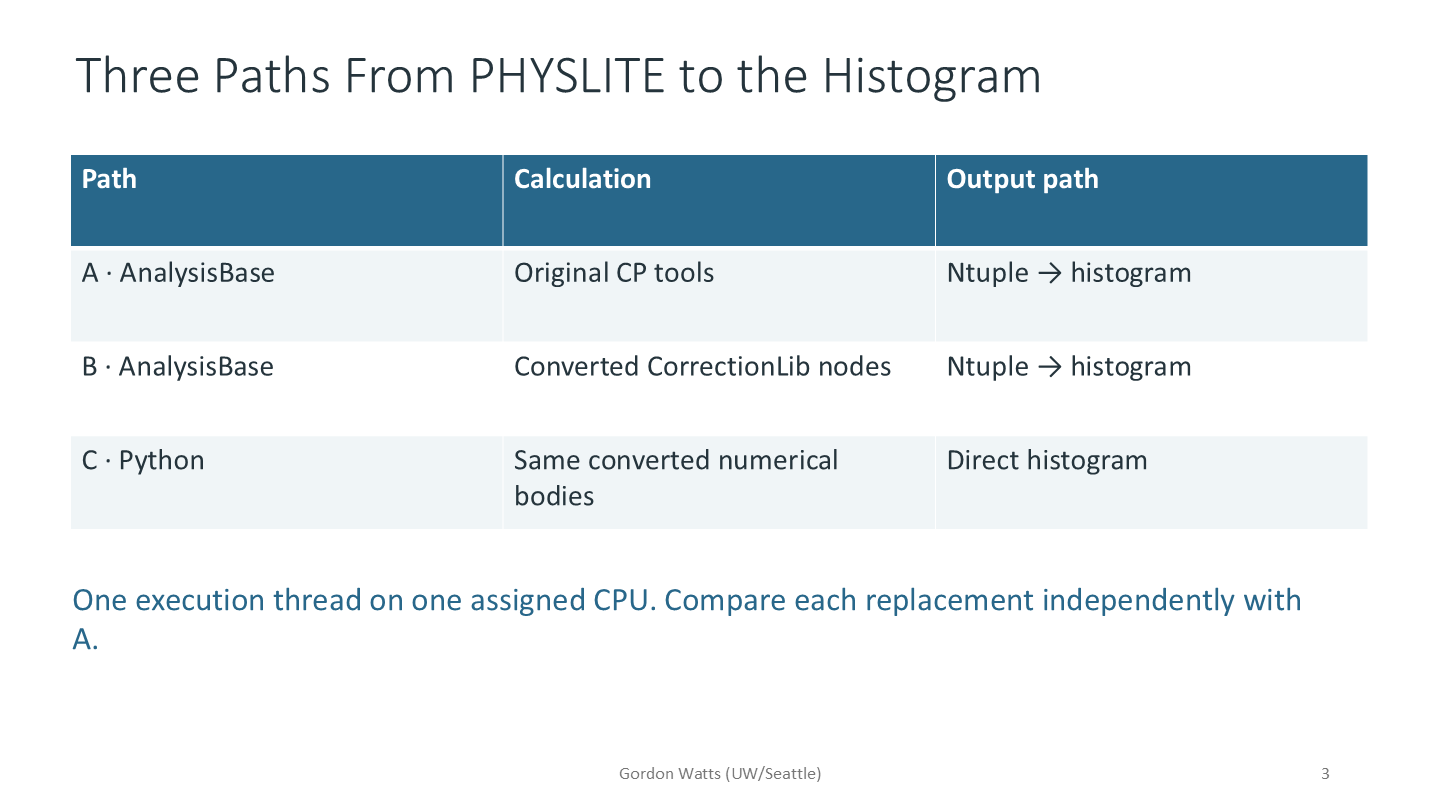 Three Paths From PHYSLITE to the Histogram
Path
Calculation
Output path
A · AnalysisBase
Original CP tools
Ntuple → histogram
B · AnalysisBase
Converted CorrectionLib nodes
Ntuple → histogram
C · Python
Same converted numerical
bodies
Direct histogram
One execution thread on one assigned CPU. Compare each replacement independently with
A.
Gordon Watts (UW/Seattle)
3